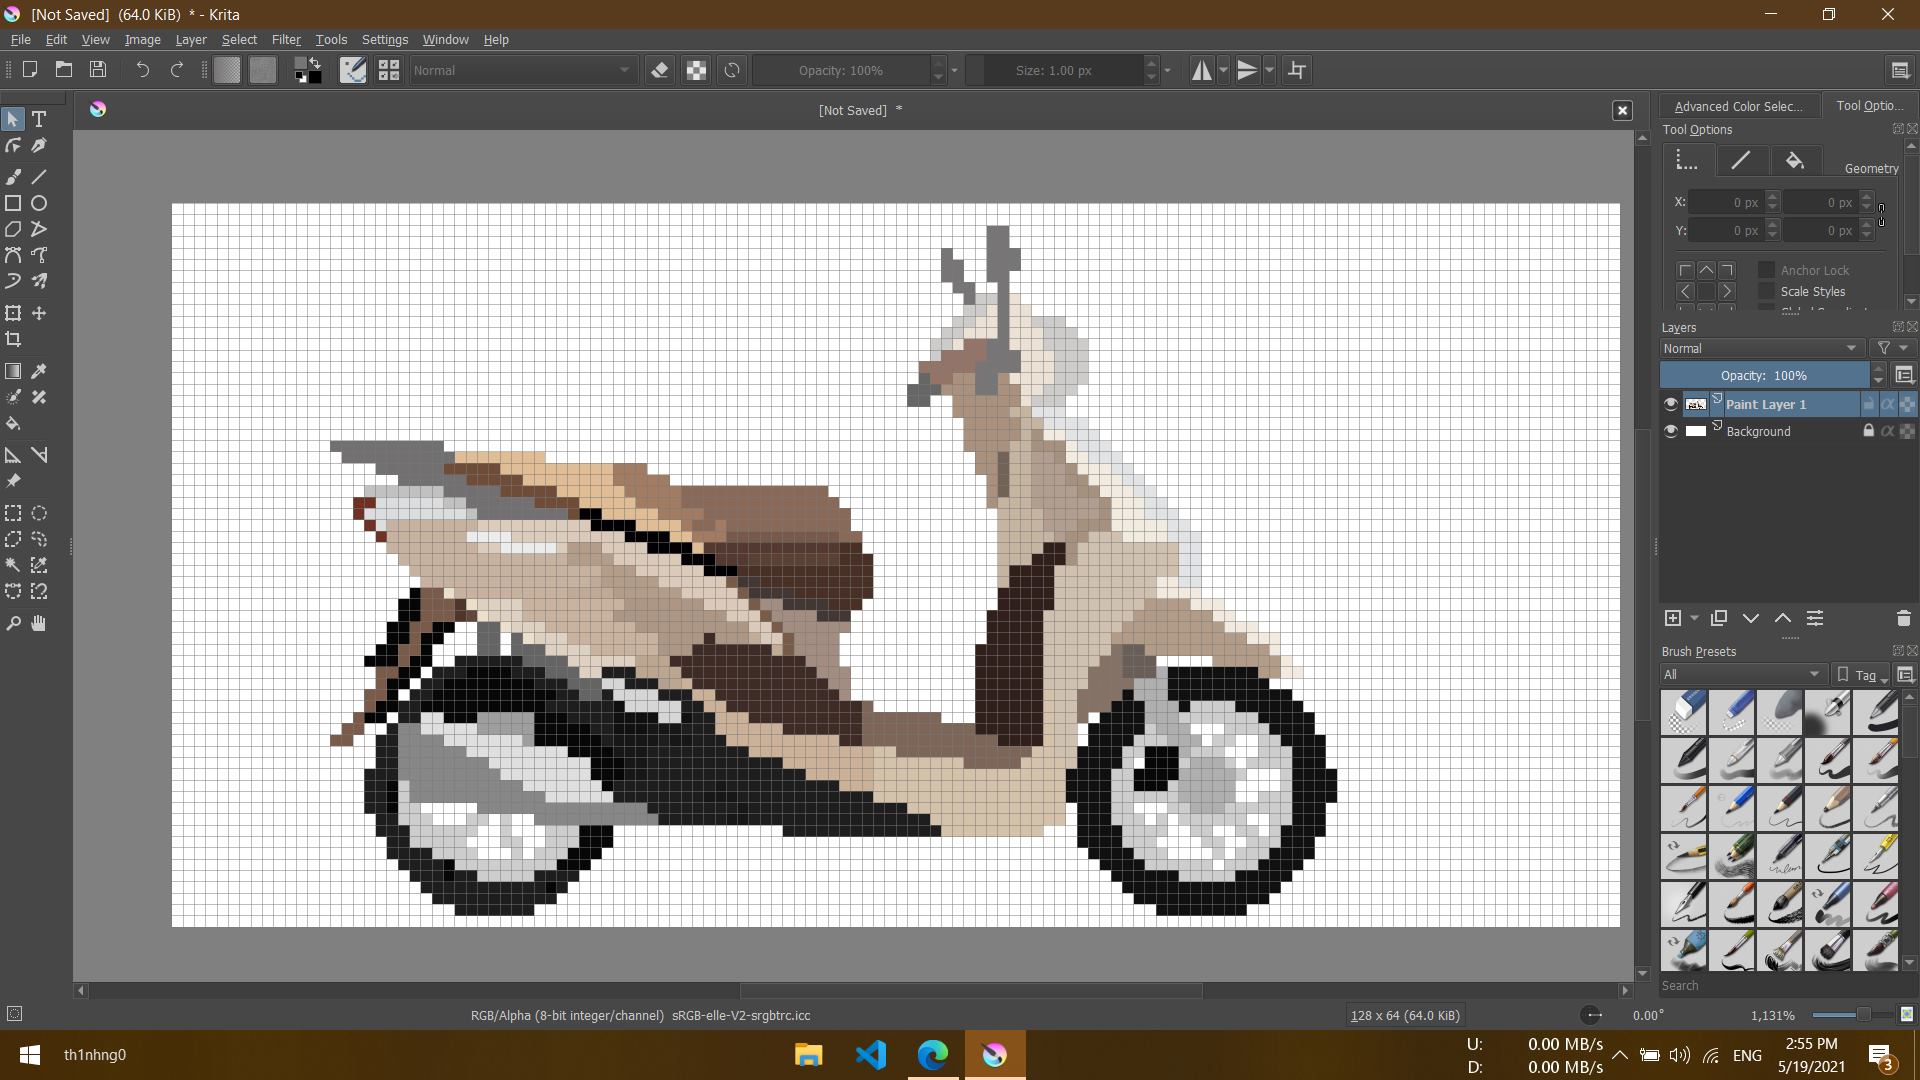 [Not Saved]  (64.0 KiB)  * - Krita
File Edit View Image Layer Select Filter Tools Settings Window Help
Normal
Opacity: 100%
Size: 1.00 px
[Not Saved]  *
Advanced Color Selec...
Tool Optio...
Tool Options
Geometry
X: 0 px 0 px
Y: 0 px 0 px
Anchor Lock
Scale Styles
Layers
Normal
Opacity:  100%
Paint Layer 1
Background
Brush Presets
All
Tag
Search
RGB/Alpha (8-bit integer/channel)  sRGB-elle-V2-srgbtrc.icc
128 x 64 (64.0 KiB)
0.00°
1,131%
th1nhng0
U: 0.00 MB/s
D: 0.00 MB/s
ENG
2:55 PM
5/19/2021
3